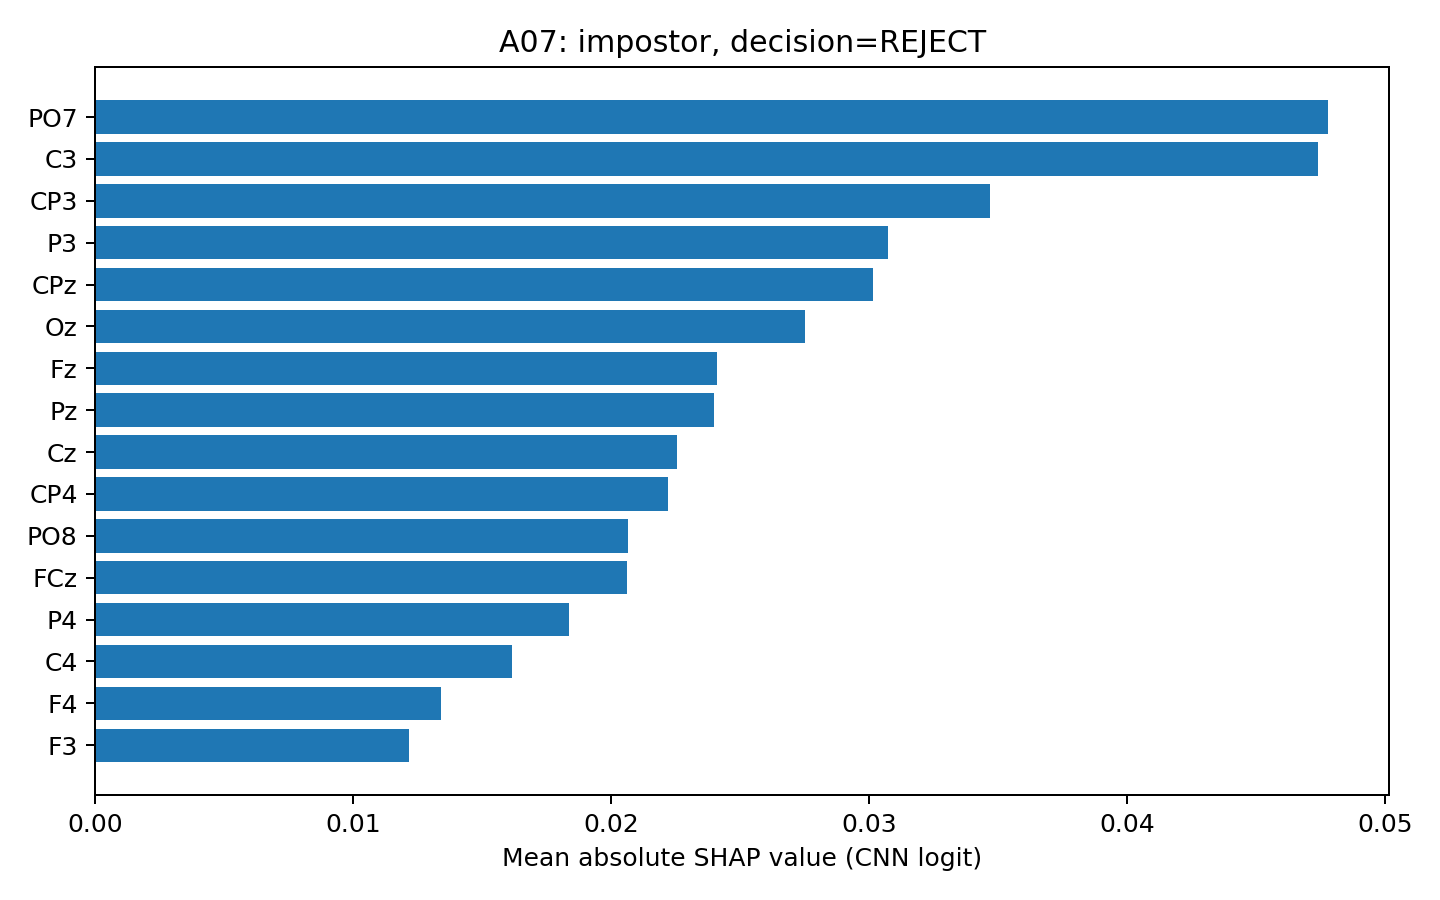 A07: impostor, decision=REJECT
PO7
C3
CP3
P3
CPz
Oz
Fz
Pz
Cz
CP4
PO8
FCz
P4
C4
F4
F3
0.00 0.01 0.02 0.03 0.04 0.05
Mean absolute SHAP value (CNN logit)